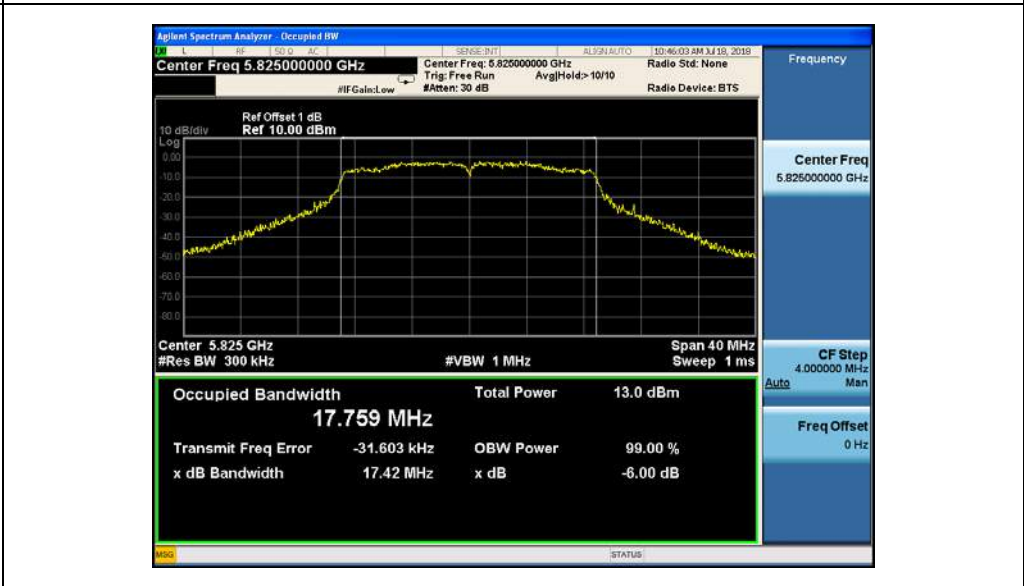 Agilent Spectrum Analyzer - Occupied BW
L RF 50 Ω AC SENSE:INT ALIGN AUTO 10:46:03 AM Jul 18, 2019
Center Freq 5.825000000 GHz
Center Freq: 5.825000000 GHz
Radio Std: None
Trig: Free Run Avg|Hold:> 10/10
#IFGain:Low #Atten: 30 dB Radio Device: BTS
Ref Offset 1 dB
10 dB/div Ref 10.00 dBm
Log
0.00
-10.0
-20.0
-30.0
-40.0
-50.0
-60.0
-70.0
-80.0
Center 5.825 GHz Span 40 MHz
#Res BW 300 kHz #VBW 1 MHz Sweep 1 ms
Occupied Bandwidth Total Power 13.0 dBm
17.759 MHz
Transmit Freq Error -31.603 kHz OBW Power 99.00 %
x dB Bandwidth 17.42 MHz x dB -6.00 dB
MSG STATUS
Frequency
Center Freq
5.825000000 GHz
CF Step
4.000000 MHz
Auto Man
Freq Offset
0 Hz